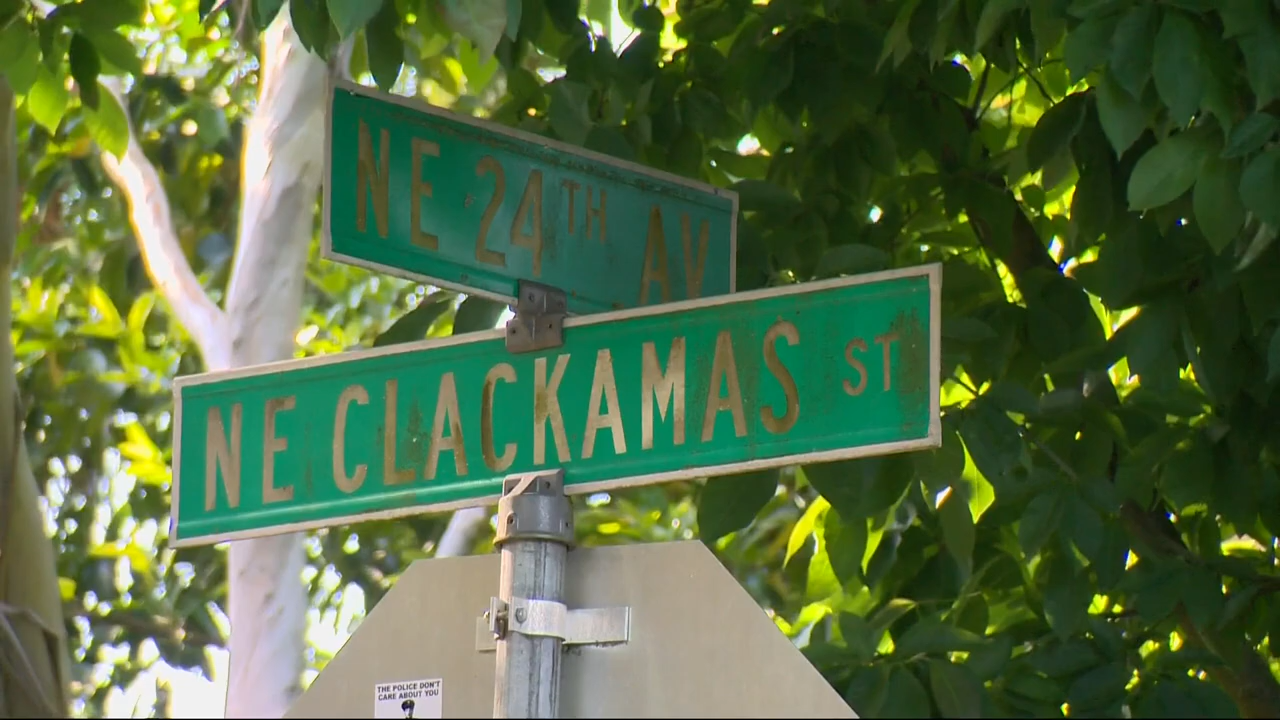 NE 24TH AV
NE CLACKAMAS ST
THE POLICE DON'T
CARE ABOUT YOU